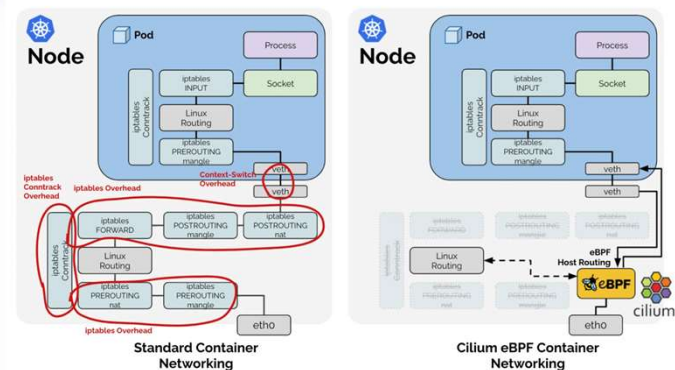 Node
Pod
Process
iptables
INPUT
Socket
iptables
Conntrack
Linux
Routing
iptables
PREROUTING
mangle
veth
Context-Switch
Overhead
veth
iptables
Conntrack
Overhead
iptables Overhead
iptables
Conntrack
iptables
FORWARD
iptables
POSTROUTING
mangle
iptables
POSTROUTING
nat
Linux
Routing
iptables
PREROUTING
nat
iptables
PREROUTING
mangle
iptables Overhead
eth0
Standard Container
Networking
Node
Pod
Process
iptables
INPUT
Socket
iptables
Conntrack
Linux
Routing
iptables
PREROUTING
mangle
veth
veth
iptables
Conntrack
iptables
FORWARD
iptables
POSTROUTING
mangle
iptables
POSTROUTING
nat
eBPF
Host Routing
Linux
Routing
eBPF
iptables
PREROUTING
nat
iptables
PREROUTING
mangle
cilium
eth0
Cilium eBPF Container
Networking